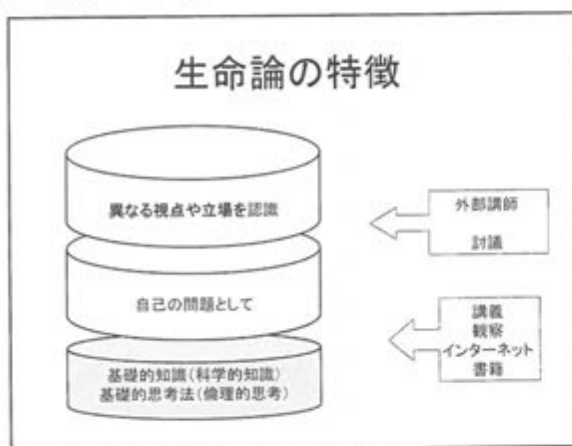 生命論の特徴
異なる視点や立場を認識
外部講師
討議
自己の問題として
講義
観察
インターネット
書籍
基礎的知識(科学的知識)
基礎的思考法(倫理的思考)